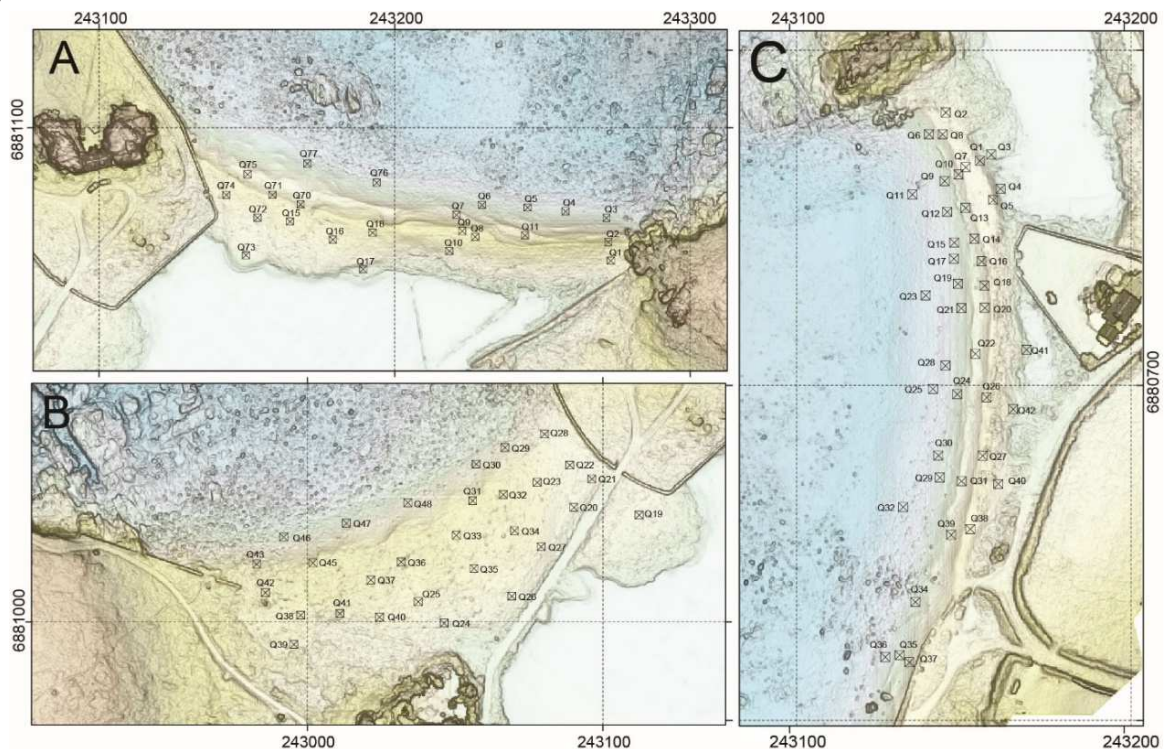 243100
243200
243300
243100
243200
A
6881100
Q77
Q75
Q76
Q74
Q71
Q70
Q72
Q15
Q16
Q18
Q73
Q17
Q7
Q6
Q5
Q4
Q3
Q9
Q8
Q11
Q2
Q10
Q1
B
6881000
Q28
Q29
Q30
Q22
Q23
Q21
Q31
Q32
Q48
Q20
Q19
Q47
Q46
Q33
Q34
Q27
Q43
Q45
Q36
Q35
Q42
Q37
Q25
Q26
Q38
Q41
Q40
Q24
Q39
243000
243100
C
Q2
Q6
Q8
Q1
Q3
Q7
Q10
Q9
Q4
Q11
Q5
Q12
Q13
Q15
Q14
Q17
Q16
Q19
Q18
Q23
Q21
Q20
Q22
Q41
Q28
Q25
Q24
Q26
Q42
Q30
Q27
Q29
Q31
Q40
Q32
Q39
Q38
Q34
Q36
Q35
Q37
6880700
243100
243200